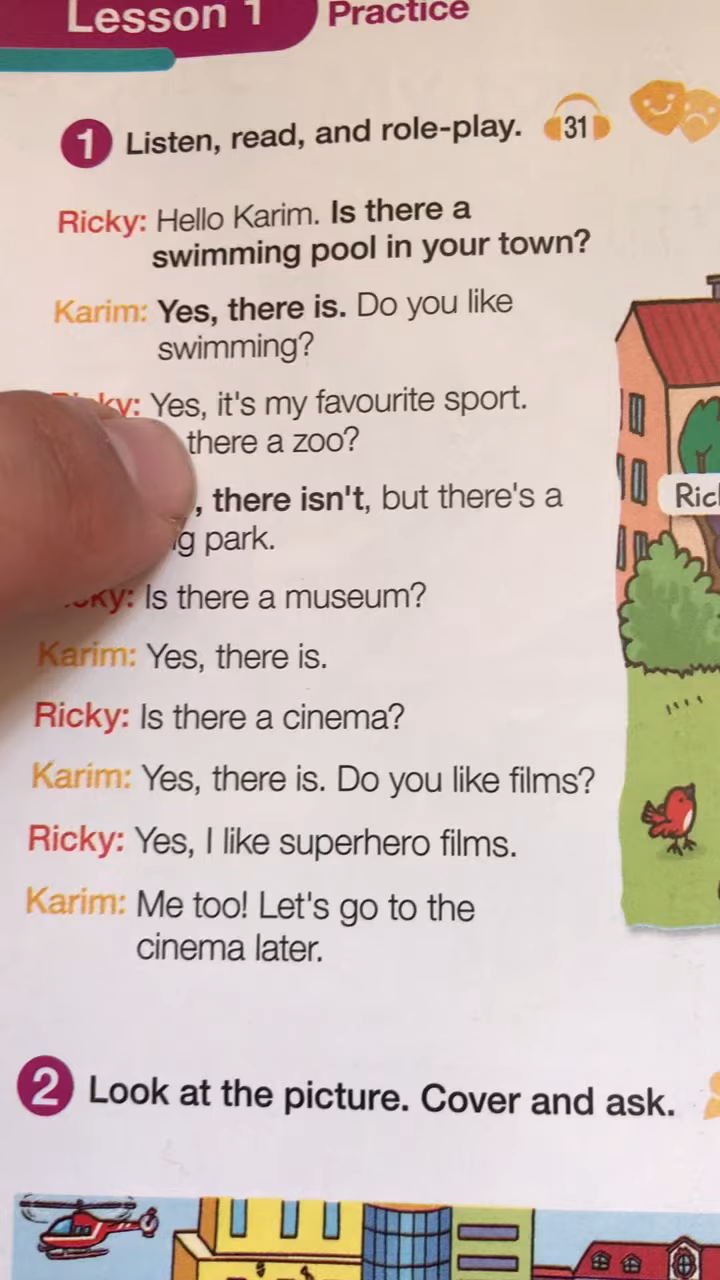 Lesson 1 Practice
1 Listen, read, and role-play. 31
Ricky: Hello Karim. Is there a
swimming pool in your town?
Karim: Yes, there is. Do you like
swimming?
Yes, it's my favourite sport.
there a zoo?
, there isn't, but there's a
park.
Is there a museum?
Karim: Yes, there is.
Ricky: Is there a cinema?
Karim: Yes, there is. Do you like films?
Ricky: Yes, I like superhero films.
Karim: Me too! Let's go to the
cinema later.
2 Look at the picture. Cover and ask.